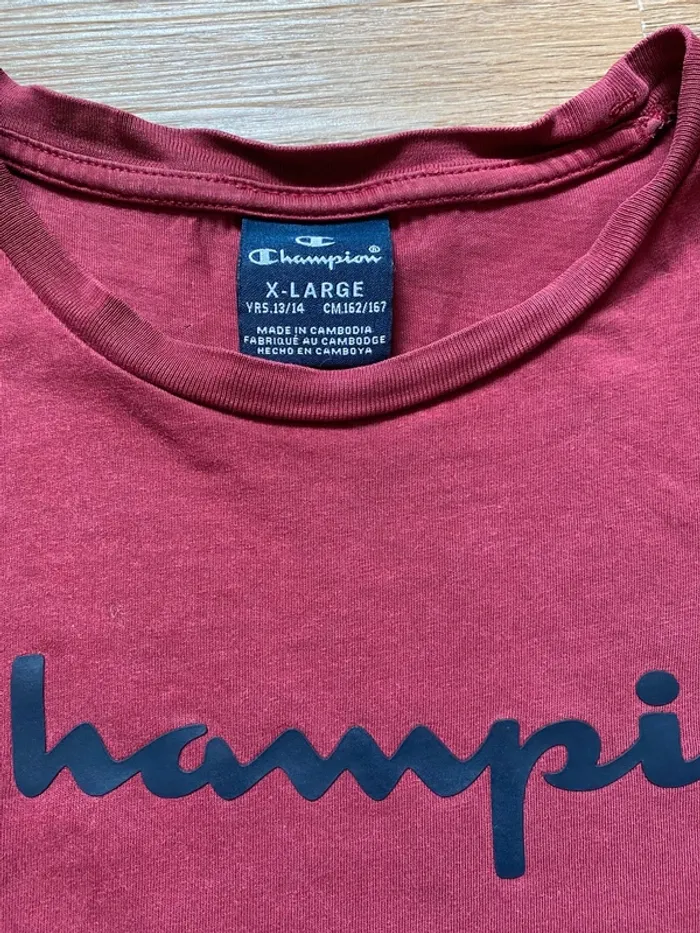 Champion®
X-LARGE
YRS.13/14 CM.162/167
MADE IN CAMBODIA
FABRIQUÉ AU CAMBODGE
HECHO EN CAMBOYA
hampi